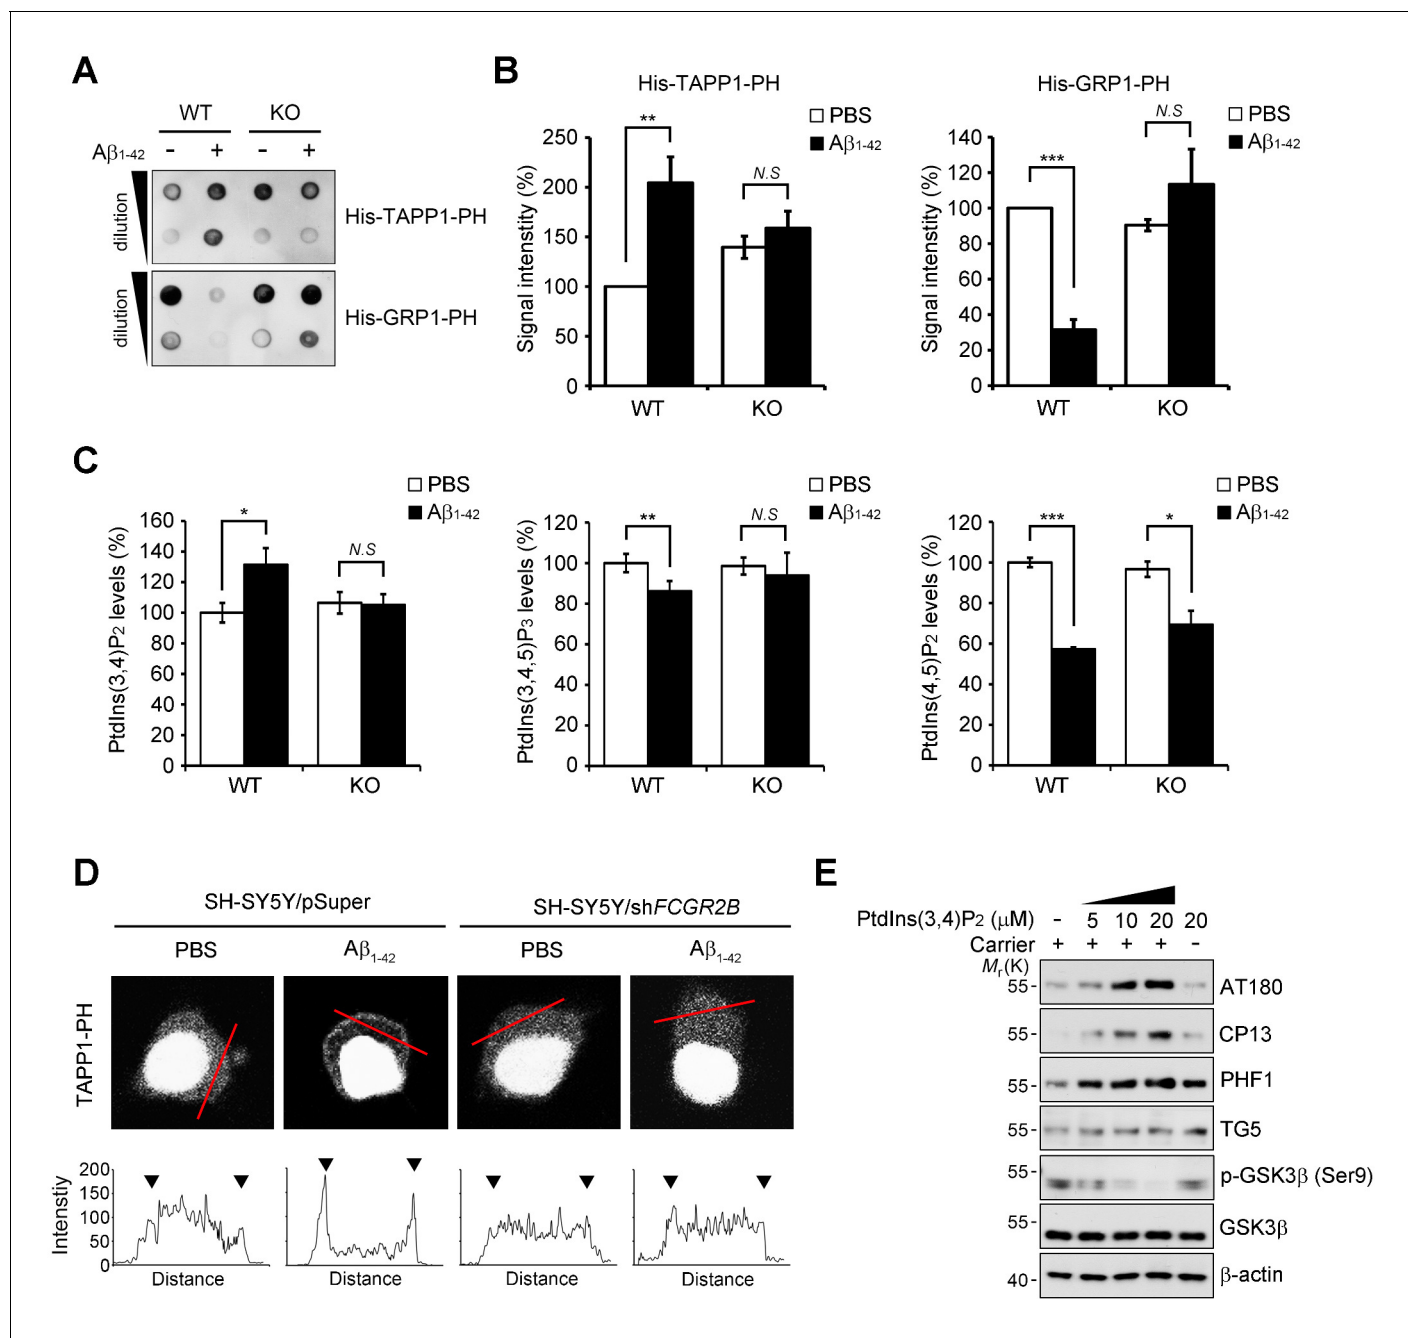 A
WT KO
Aβ1-42 - + - +
dilution
His-TAPP1-PH
dilution
His-GRP1-PH
B
His-TAPP1-PH
PBS
Aβ1-42
Signal intenstity (%)
250
200
150
100
50
0
**
N.S
WT KO
His-GRP1-PH
PBS
Aβ1-42
Signal intenstity (%)
140
120
100
80
60
40
20
0
***
N.S
WT KO
C
PBS
Aβ1-42
PtdIns(3,4)P2 levels (%)
160
140
120
100
80
60
40
20
0
*
N.S
WT KO
PBS
Aβ1-42
PtdIns(3,4,5)P3 levels (%)
120
100
80
60
40
20
0
**
N.S
WT KO
PBS
Aβ1-42
PtdIns(4,5)P2 levels (%)
120
100
80
60
40
20
0
***
*
WT KO
D
SH-SY5Y/pSuper SH-SY5Y/shFCGR2B
PBS Aβ1-42 PBS Aβ1-42
TAPP1-PH
Intenstiy
200
150
100
50
0
Distance Distance Distance Distance
E
PtdIns(3,4)P2 (μM) - 5 10 20 20
Carrier + + + + -
Mr(K)
55- AT180
55- CP13
55- PHF1
55- TG5
55- p-GSK3β (Ser9)
55- GSK3β
40- β-actin